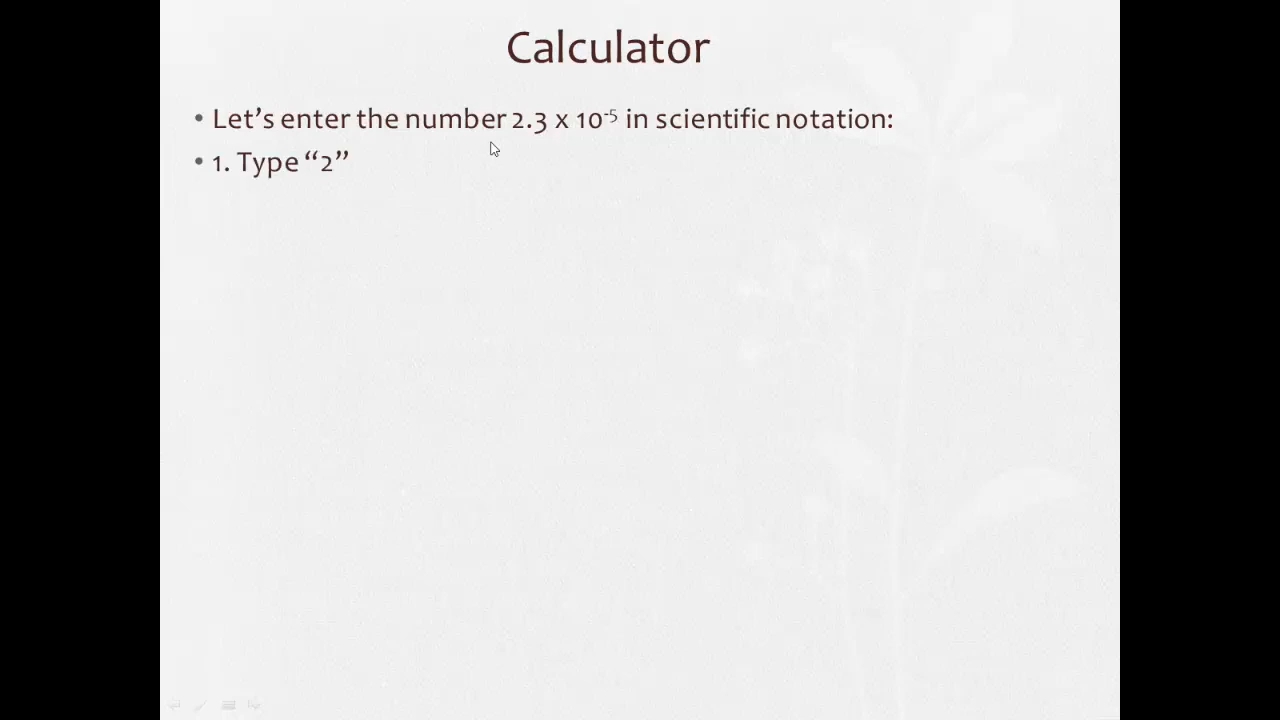 Calculator
• Let’s enter the number 2.3 x 10⁻⁵ in scientific notation:
• 1. Type “2”